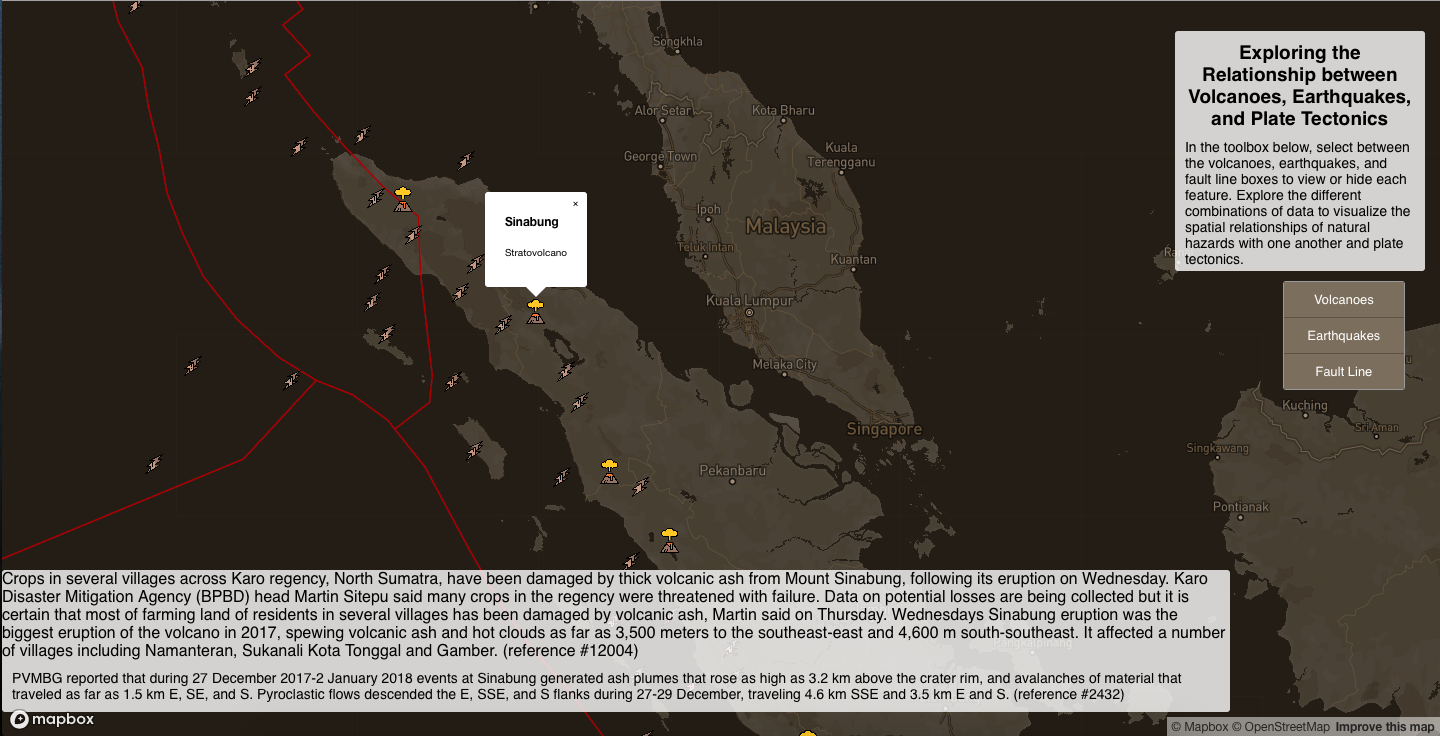 Exploring the
Relationship between
Volcanoes, Earthquakes,
and Plate Tectonics
In the toolbox below, select between
the volcanoes, earthquakes, and
fault line boxes to view or hide each
feature. Explore the different
combinations of data to visualize the
spatial relationships of natural
hazards with one another and plate
tectonics.
Volcanoes
Earthquakes
Fault Line
Songkhla
Alor Setar
Kota Bharu
George Town
Kuala
Terengganu
×
Sinabung
Stratovolcano
Ipoh
Malaysia
Teluk Intan
Kuantan
Kuala Lumpur
Melaka City
Singapore
Pekanbaru
Kuching
Sri Aman
Singkawang
Pontianak
Crops in several villages across Karo regency, North Sumatra, have been damaged by thick volcanic ash from Mount Sinabung, following its eruption on Wednesday. Karo
Disaster Mitigation Agency (BPBD) head Martin Sitepu said many crops in the regency were threatened with failure. Data on potential losses are being collected but it is
certain that most of farming land of residents in several villages has been damaged by volcanic ash, Martin said on Thursday. Wednesdays Sinabung eruption was the
biggest eruption of the volcano in 2017, spewing volcanic ash and hot clouds as far as 3,500 meters to the southeast-east and 4,600 m south-southeast. It affected a number
of villages including Namanteran, Sukanali Kota Tonggal and Gamber. (reference #12004)
PVMBG reported that during 27 December 2017-2 January 2018 events at Sinabung generated ash plumes that rose as high as 3.2 km above the crater rim, and avalanches of material that
traveled as far as 1.5 km E, SE, and S. Pyroclastic flows descended the E, SSE, and S flanks during 27-29 December, traveling 4.6 km SSE and 3.5 km E and S. (reference #2432)
mapbox
© Mapbox © OpenStreetMap Improve this map